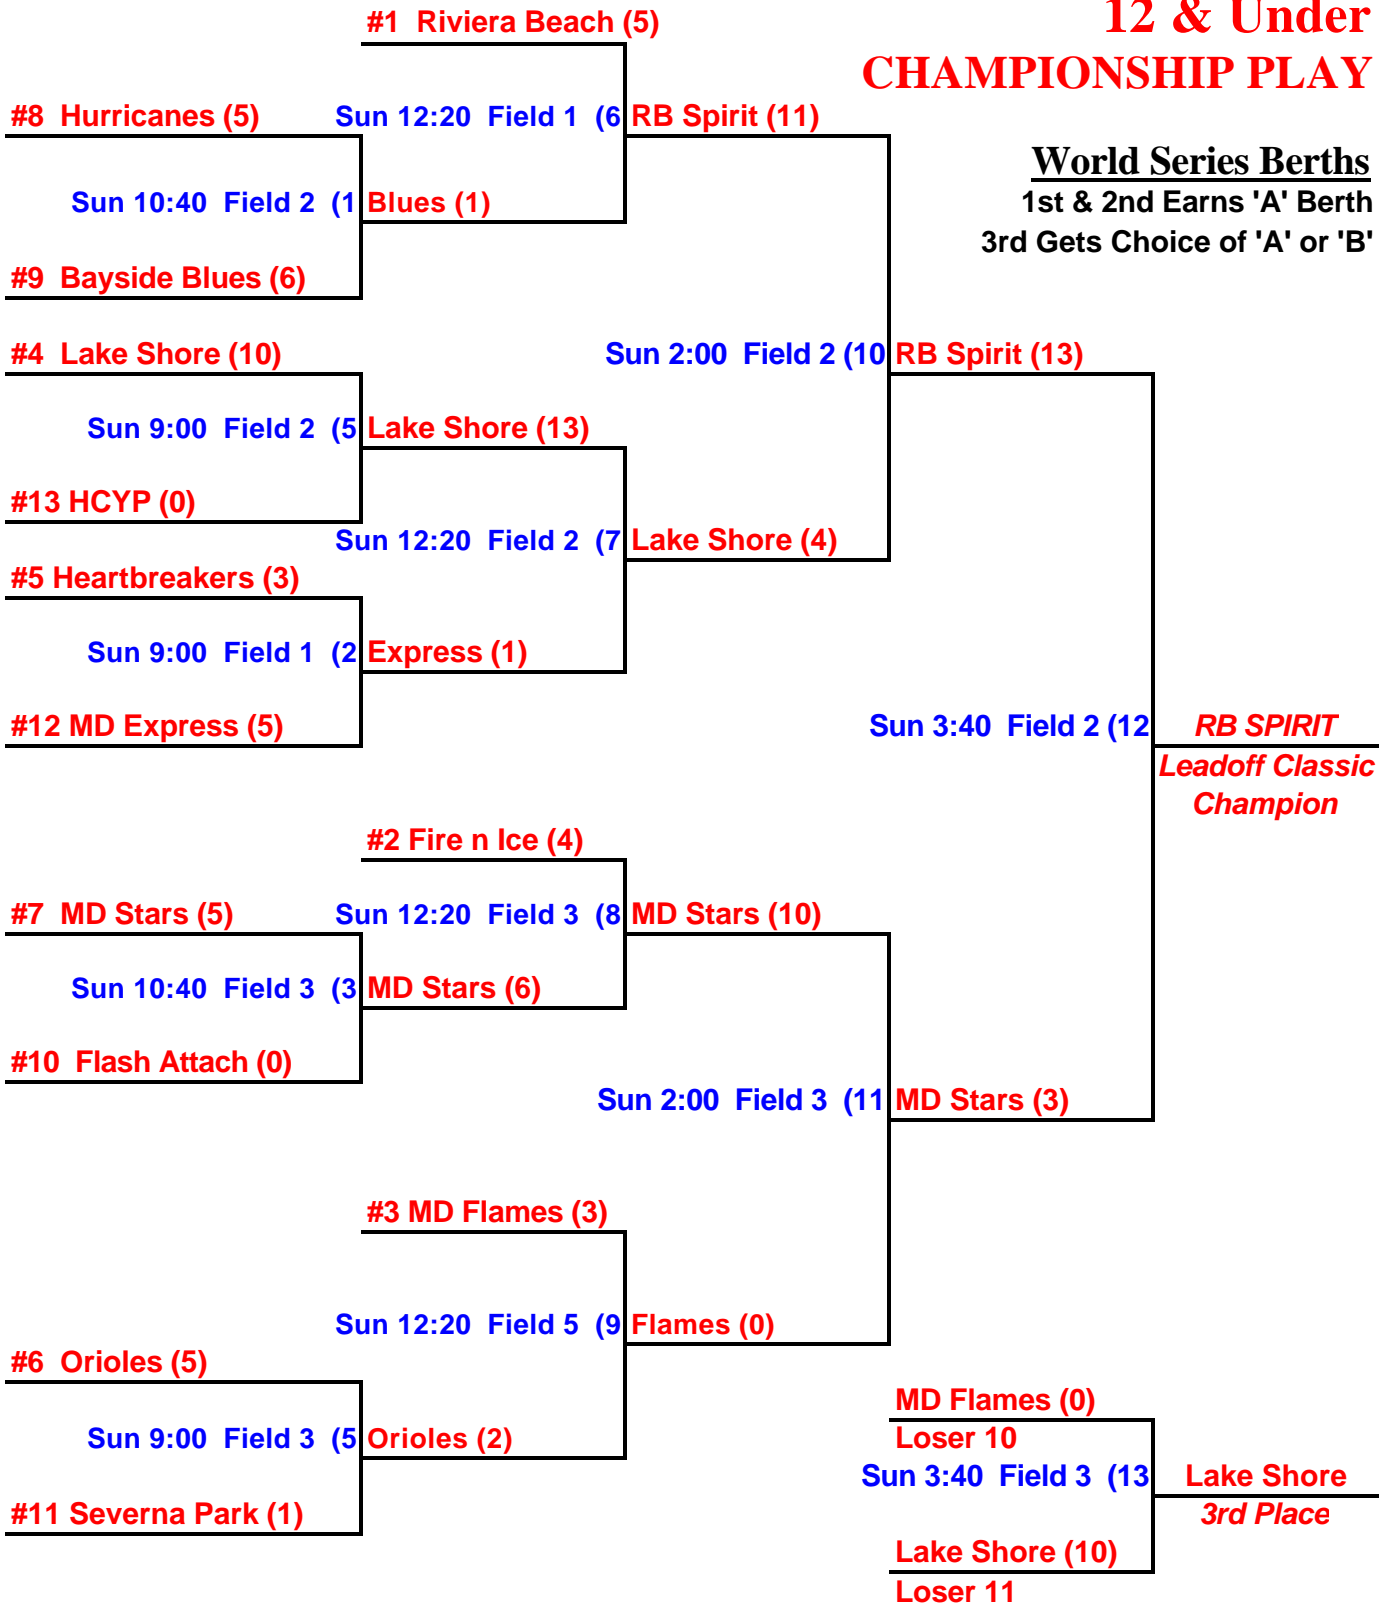 #1  Riviera Beach (5)
12 & Under
CHAMPIONSHIP PLAY
#8  Hurricanes (5)
Sun 12:20  Field 1  (6
RB Spirit (11)
World Series Berths
1st & 2nd Earns 'A' Berth
3rd Gets Choice of 'A' or 'B'
Sun 10:40  Field 2  (1
Blues (1)
#9  Bayside Blues (6)
#4  Lake Shore (10)
Sun 2:00  Field 2 (10
RB Spirit (13)
Sun 9:00  Field 2  (5
Lake Shore (13)
#13 HCYP (0)
Sun 12:20  Field 2  (7
Lake Shore (4)
#5 Heartbreakers (3)
Sun 9:00  Field 1  (2
Express (1)
#12 MD Express (5)
Sun 3:40  Field 2 (12
RB SPIRIT
Leadoff Classic
Champion
#2 Fire n Ice (4)
#7  MD Stars (5)
Sun 12:20  Field 3  (8
MD Stars (10)
Sun 10:40  Field 3  (3
MD Stars (6)
#10  Flash Attach (0)
Sun 2:00  Field 3  (11
MD Stars (3)
#3 MD Flames (3)
Sun 12:20  Field 5  (9
Flames (0)
#6  Orioles (5)
Sun 9:00  Field 3  (5
Orioles (2)
#11 Severna Park (1)
MD Flames (0)
Loser 10
Sun 3:40  Field 3  (13
Lake Shore
3rd Place
Lake Shore (10)
Loser 11